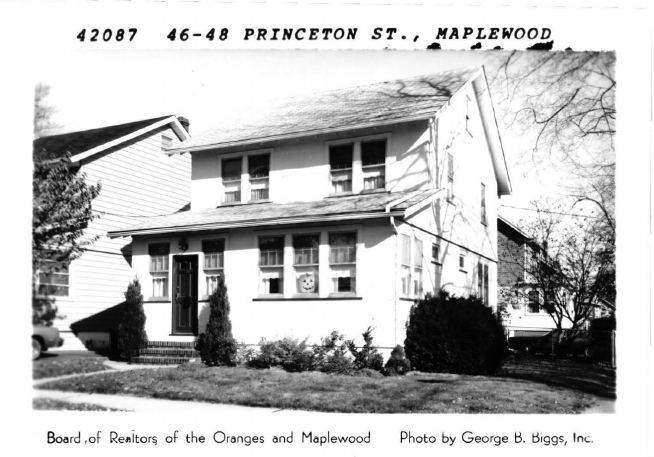 42087 46-48 PRINCETON ST., MAPLEWOOD
Board of Realtors of the Oranges and Maplewood Photo by George B. Biggs, Inc.